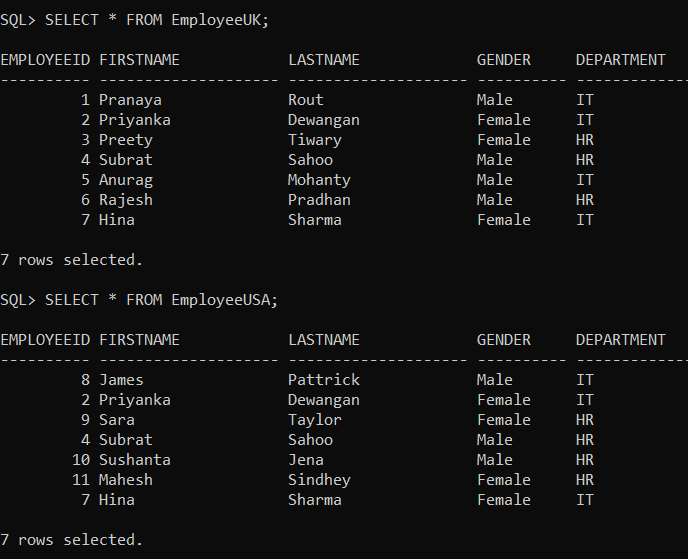 SQL> SELECT * FROM EmployeeUK;
EMPLOYEEID FIRSTNAME            LASTNAME             GENDER     DEPARTMENT
---------- -------------------- -------------------- ---------- -------------
         1 Pranaya              Rout                 Male       IT
         2 Priyanka             Dewangan             Female     IT
         3 Preety               Tiwary               Female     HR
         4 Subrat               Sahoo                Male       HR
         5 Anurag               Mohanty              Male       IT
         6 Rajesh               Pradhan              Male       HR
         7 Hina                 Sharma               Female     IT
7 rows selected.
SQL> SELECT * FROM EmployeeUSA;
EMPLOYEEID FIRSTNAME            LASTNAME             GENDER     DEPARTMENT
---------- -------------------- -------------------- ---------- -------------
         8 James                Pattrick             Male       IT
         2 Priyanka             Dewangan             Female     IT
         9 Sara                 Taylor               Female     HR
         4 Subrat               Sahoo                Male       HR
        10 Sushanta             Jena                 Male       HR
        11 Mahesh               Sindhey              Female     HR
         7 Hina                 Sharma               Female     IT
7 rows selected.